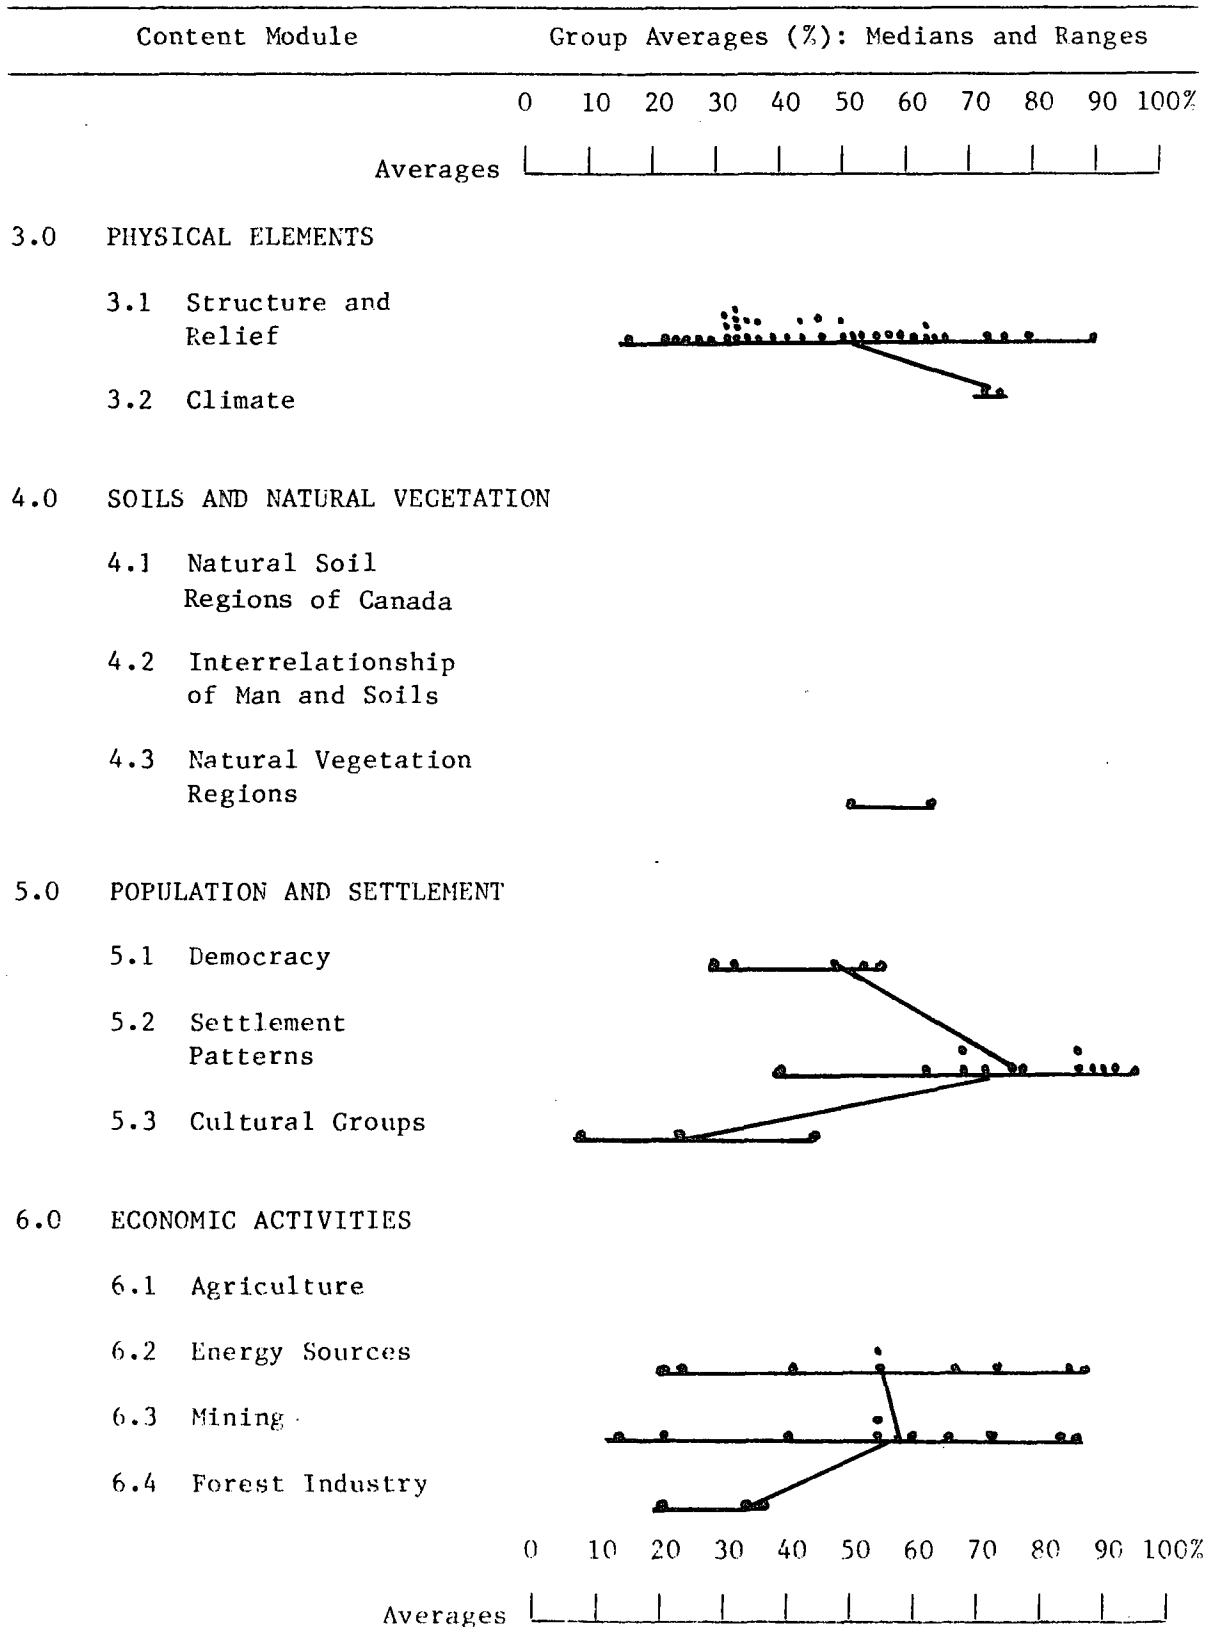 Content Module Group Averages (%): Medians and Ranges
0 10 20 30 40 50 60 70 80 90 100%
Averages
3.0 PHYSICAL ELEMENTS
3.1 Structure and
Relief
3.2 Climate
4.0 SOILS AND NATURAL VEGETATION
4.1 Natural Soil
Regions of Canada
4.2 Interrelationship
of Man and Soils
4.3 Natural Vegetation
Regions
5.0 POPULATION AND SETTLEMENT
5.1 Democracy
5.2 Settlement
Patterns
5.3 Cultural Groups
6.0 ECONOMIC ACTIVITIES
6.1 Agriculture
6.2 Energy Sources
6.3 Mining
6.4 Forest Industry
0 10 20 30 40 50 60 70 80 90 100%
Averages